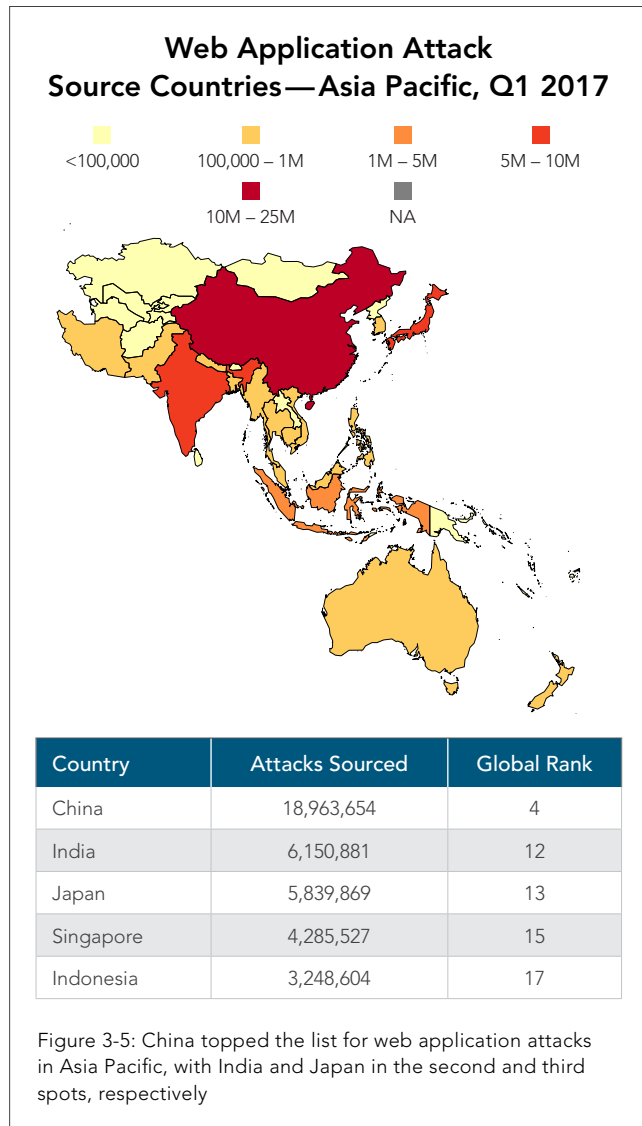 Web Application Attack
Source Countries—Asia Pacific, Q1 2017
<100,000 100,000 – 1M 1M – 5M 5M – 10M
10M – 25M NA
Country Attacks Sourced Global Rank
China 18,963,654 4
India 6,150,881 12
Japan 5,839,869 13
Singapore 4,285,527 15
Indonesia 3,248,604 17
Figure 3-5: China topped the list for web application attacks
in Asia Pacific, with India and Japan in the second and third
spots, respectively